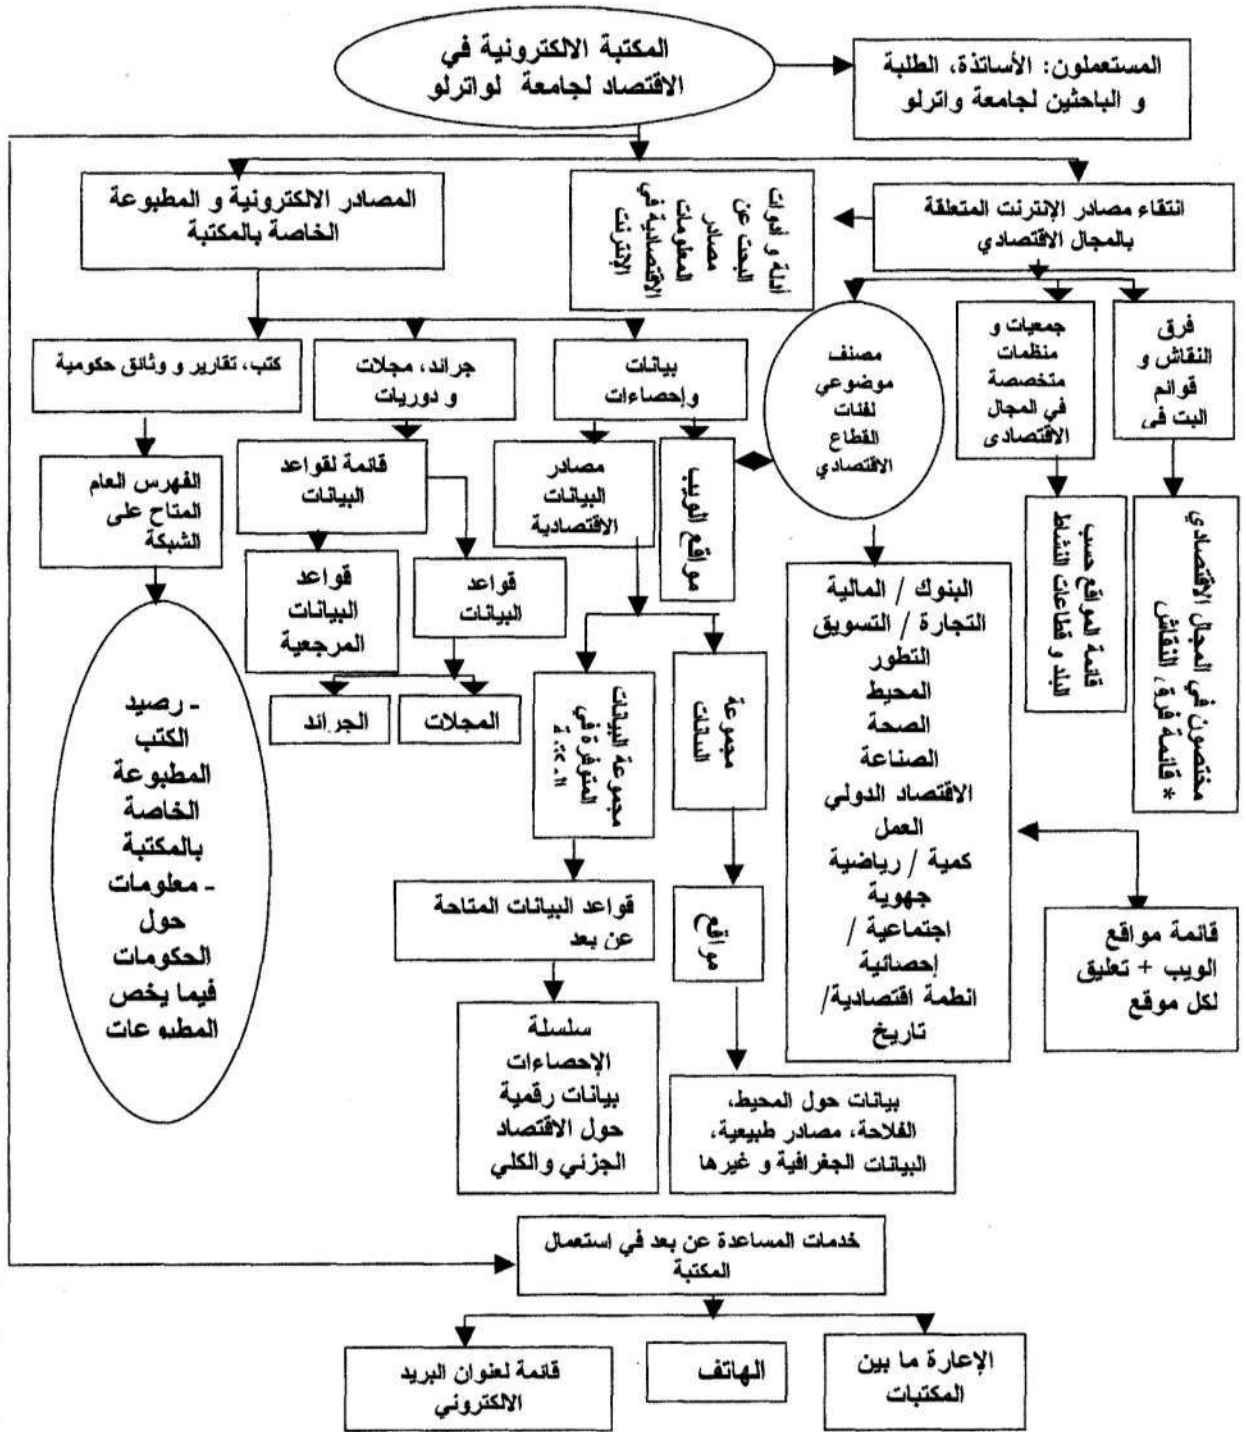 المكتبة الالكترونية في
الاقتصاد لجامعة لواترلو
المستعملون: الأساتذة، الطلبة
و الباحثين لجامعة واترلو
المصادر الالكترونية و المطبوعة
الخاصة بالمكتبة
أدلة و أدوات
البحث عن
مصادر
المعلومات
الاقتصادية في
الإنترنت
انتقاء مصادر الإنترنت المتعلقة
بالمجال الاقتصادي
فرق
النقاش و
قوائم
البث في
جمعيات و
منظمات
متخصصة
في المجال
الاقتصادي
مصنف
موضوعي
لفئات
القطاع
الاقتصادي
بيانات
وإحصاءات
جرائد، مجلات
و دوريات
كتب، تقارير و وثائق حكومية
مختصون في المجال الاقتصادي
* قائمة فرق، النقاش
قائمة المواقع حسب
البلد و قطاعات النشاط
مواقع الويب
مصادر
البيانات
الاقتصادية
قائمة لقواعد
البيانات
الفهرس العام
المتاح على
الشبكة
قواعد
البيانات
المرجعية
قواعد
البيانات
المجلات
الجرائد
البنوك / المالية
التجارة / التسويق
التطور
المحيط
الصحة
الصناعة
الاقتصاد الدولي
العمل
كمية / رياضية
جهوية
اجتماعية /
إحصائية
انظمة اقتصادية/
تاريخ
مجموعة
البيانات
مجموعة البيانات
المتوفرة في
- رصيد
الكتب
المطبوعة
الخاصة
بالمكتبة
- معلومات
حول
الحكومات
فيما يخص
المطبوعات
قواعد البيانات المتاحة
عن بعد
مواقع
قائمة مواقع
الويب + تعليق
لكل موقع
سلسلة
الإحصاءات
بيانات رقمية
حول الاقتصاد
الجزئي والكلي
بيانات حول المحيط،
الفلاحة، مصادر طبيعية،
البيانات الجغرافية و غيرها
خدمات المساعدة عن بعد في استعمال
المكتبة
الإعارة ما بين
المكتبات
الهاتف
قائمة لعنوان البريد
الالكتروني